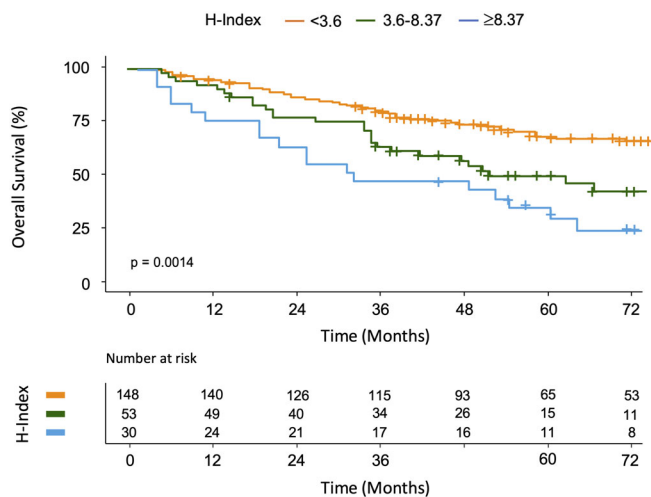 H-Index <3.6 3.6-8.37 ≥8.37
Overall Survival (%)
100
75
50
25
0
p = 0.0014
0 12 24 36 48 60 72
Time (Months)
Number at risk
H-Index
148 140 126 115 93 65 53
53 49 40 34 26 15 11
30 24 21 17 16 11 8
0 12 24 36 60 72
Time (Months)